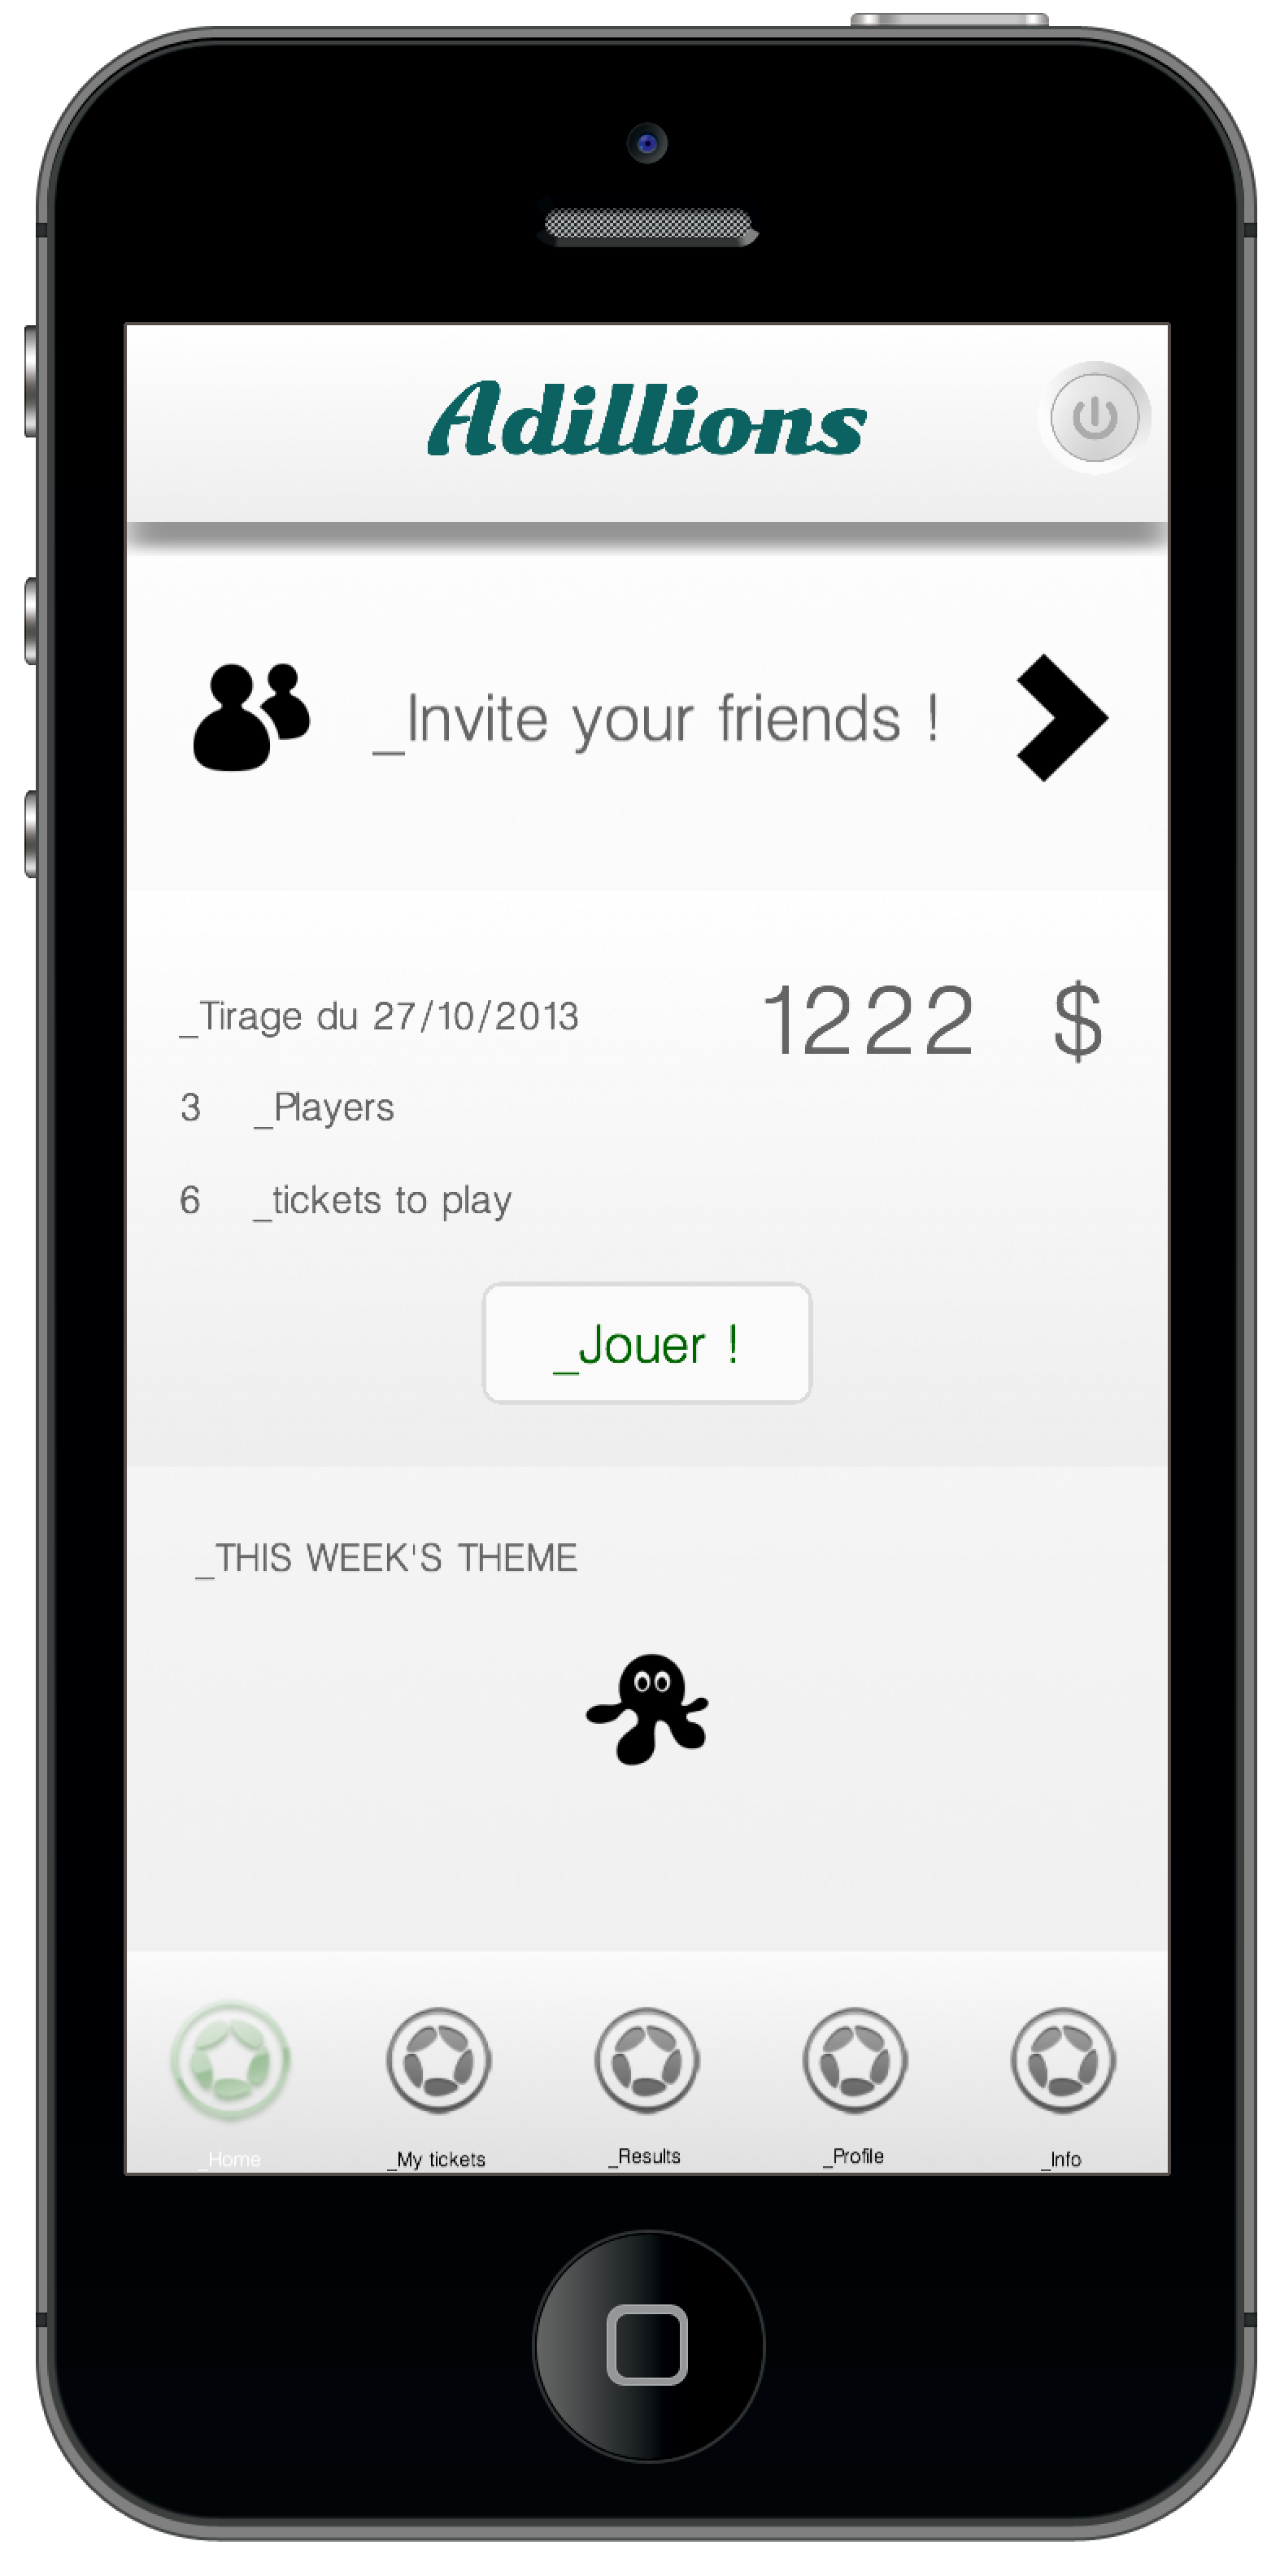 Adillions
_Invite your friends !
_Tirage du 27/10/2013 1222 $
3 _Players
6 _tickets to play
_Jouer !
_THIS WEEK'S THEME
_Home _My tickets _Results _Profile _Info